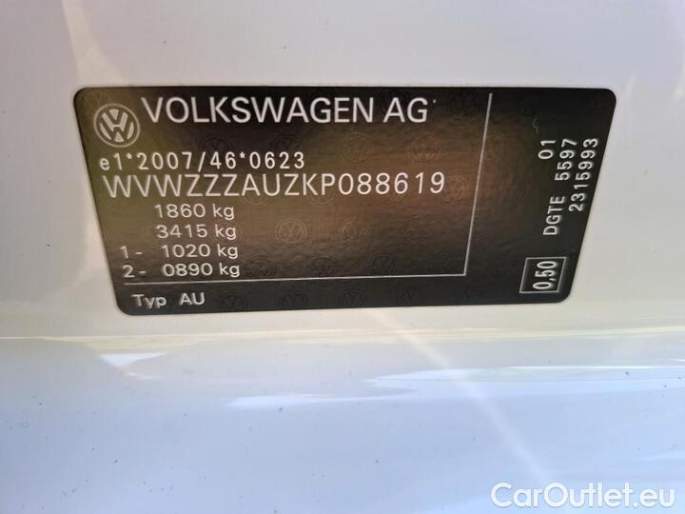 VOLKSWAGEN AG
e1*2007/46*0623
WVWZZZAUZKP088619
1860 kg
3415 kg
1- 1020 kg
2- 0890 kg
Typ AU
01
DGTE 5597
2315993
0,50
CarOutlet.eu